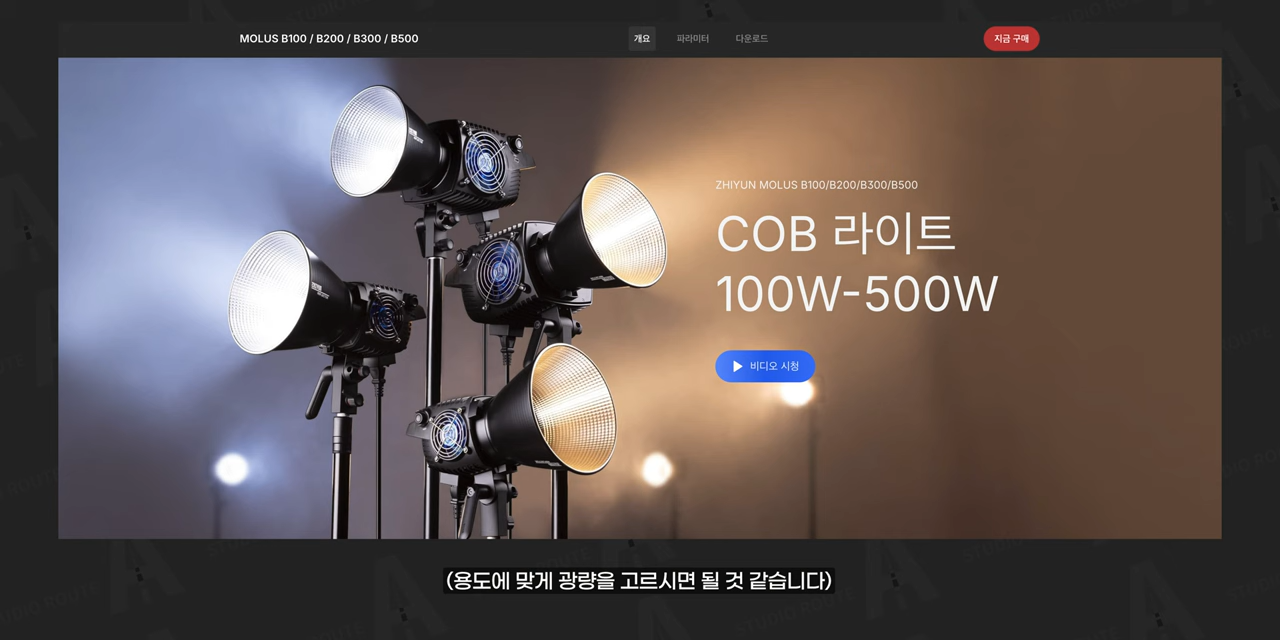 MOLUS B100 / B200 / B300 / B500
개요
파라미터
다운로드
지금 구매
ZHIYUN MOLUS B100/B200/B300/B500
COB 라이트
100W-500W
비디오 시청
(용도에 맞게 광량을 고르시면 될 것 같습니다)
STUDIO ROUTE